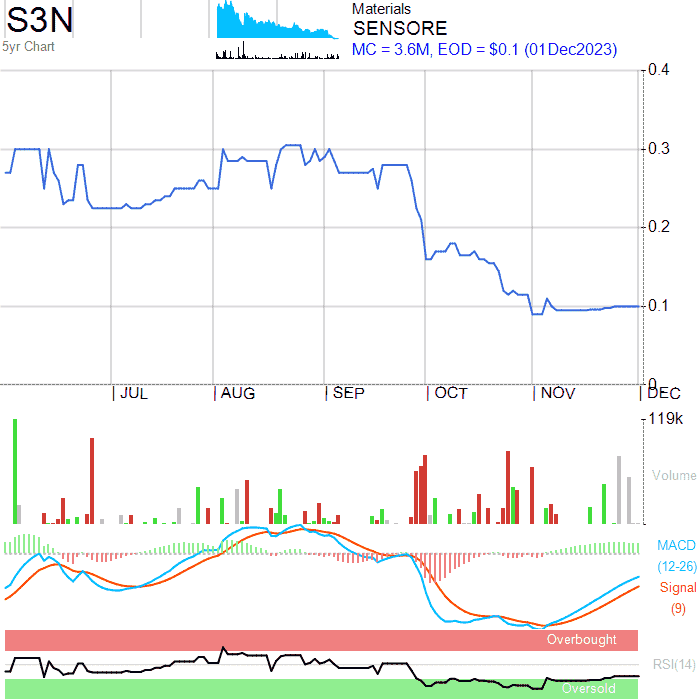 S3N
5yr Chart
Materials
SENSORE
MC = 3.6M, EOD = $0.1 (01Dec2023)
0.4
0.3
0.2
0.1
0
| JUL | AUG | SEP | OCT | NOV | DEC
119k
Volume
MACD
(12-26)
Signal
(9)
Overbought
RSI(14)
Oversold